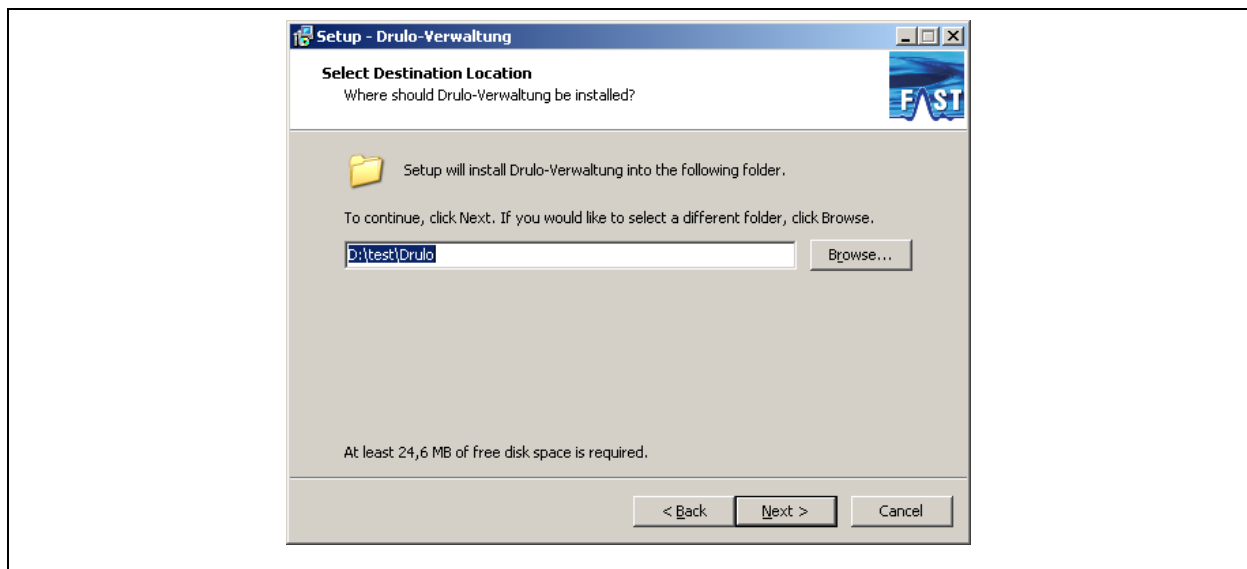 Setup - Drulo-Verwaltung
Select Destination Location
Where should Drulo-Verwaltung be installed?
FAST
Setup will install Drulo-Verwaltung into the following folder.
To continue, click Next. If you would like to select a different folder, click Browse.
D:\test\Drulo
Browse...
At least 24,6 MB of free disk space is required.
< Back Next > Cancel